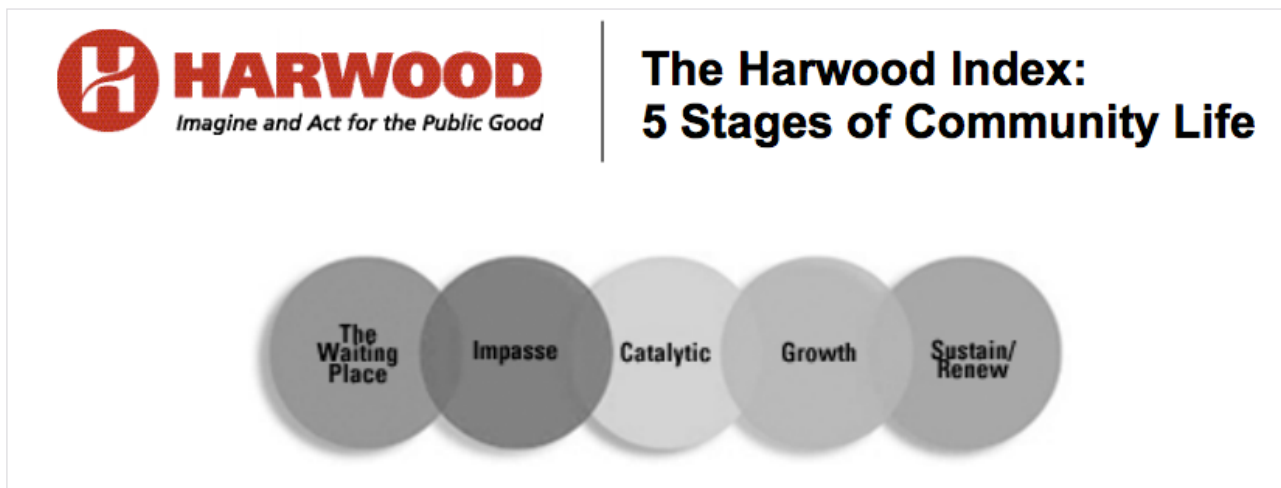 HARWOOD
Imagine and Act for the Public Good
The Harwood Index:
5 Stages of Community Life
The
Waiting
Place
Impasse
Catalytic
Growth
Sustain/
Renew